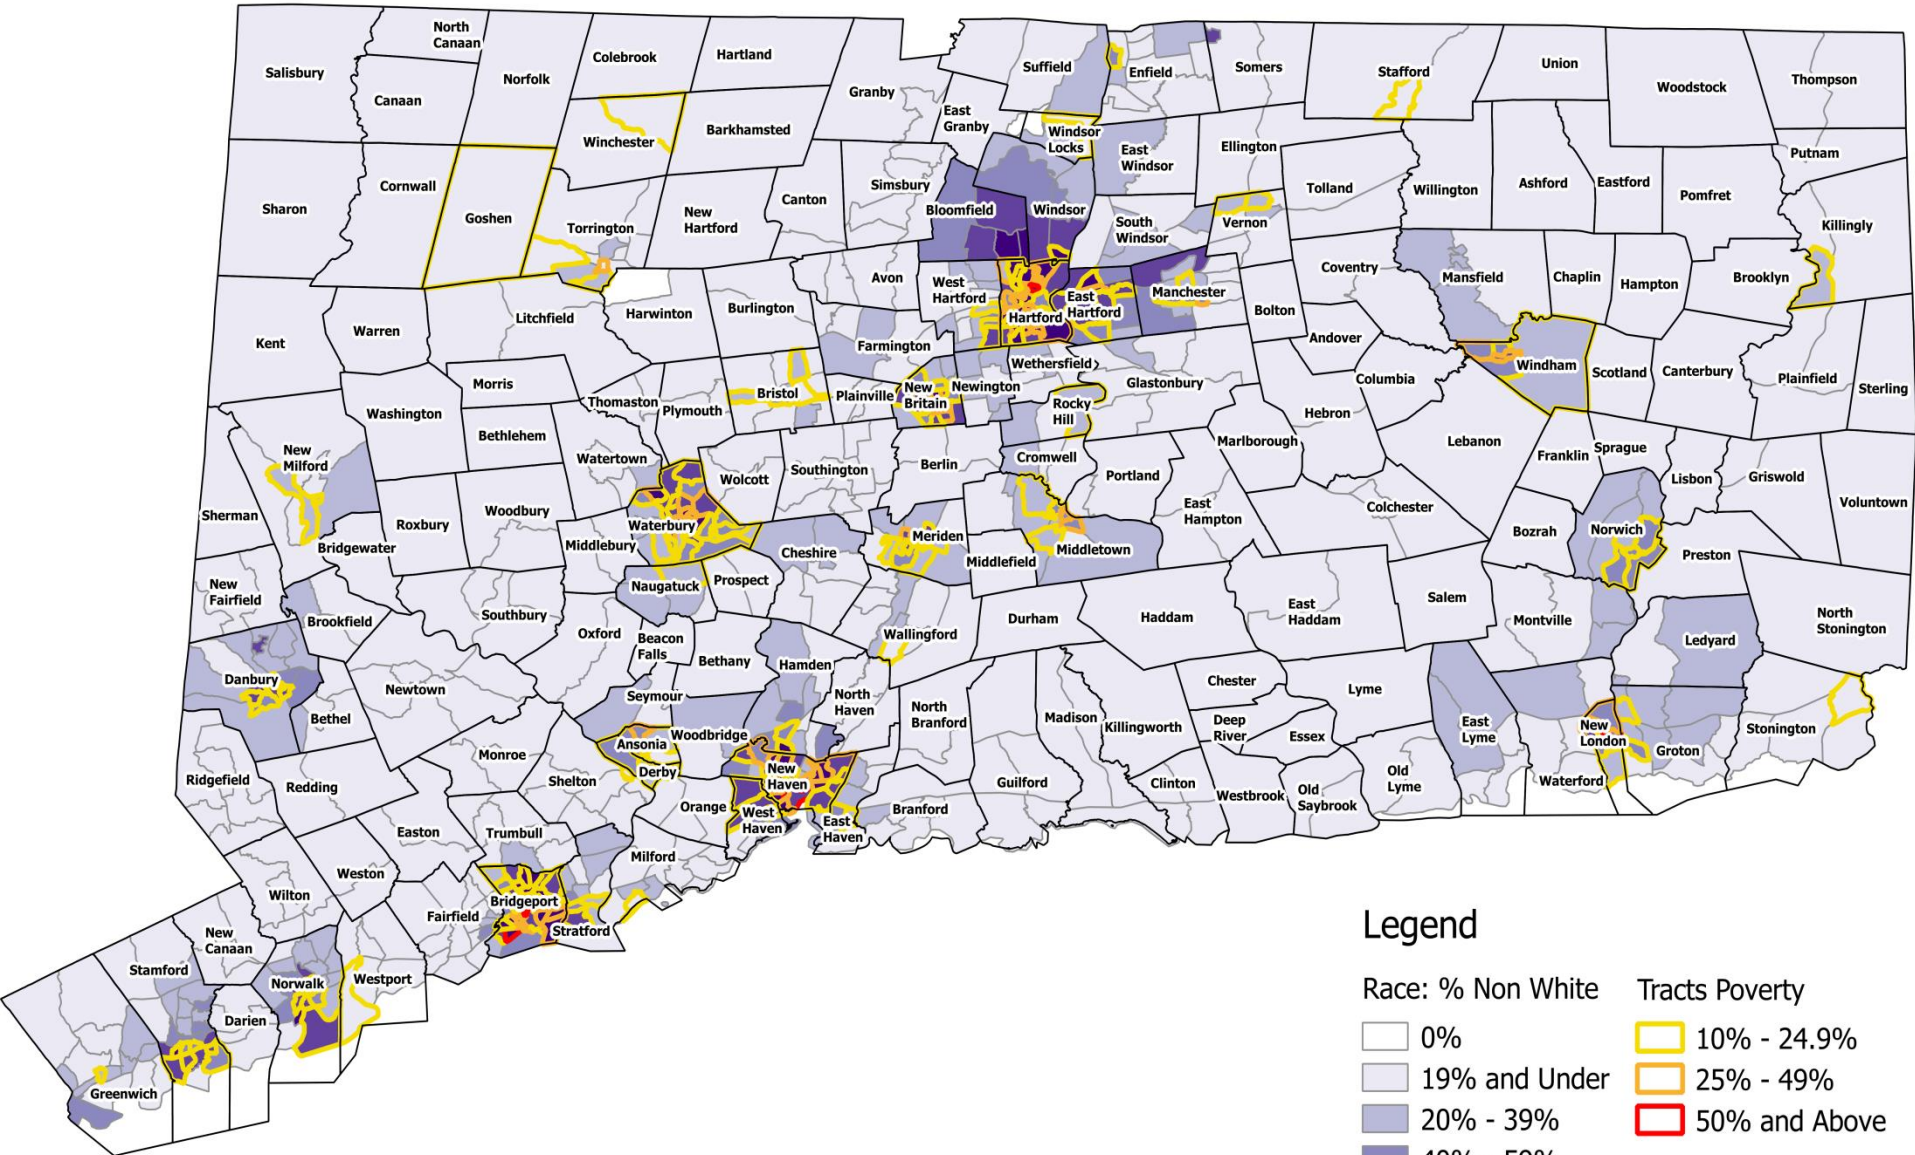 Salisbury
North
Canaan
Canaan
Norfolk
Colebrook
Hartland
Granby
East
Granby
Suffield
Enfield
Somers
Stafford
Union
Woodstock
Thompson
Winchester
Barkhamsted
Windsor
Locks
East
Windsor
Ellington
Tolland
Willington
Ashford
Eastford
Pomfret
Putnam
Sharon
Cornwall
Goshen
Torrington
New
Hartford
Canton
Simsbury
Bloomfield
Windsor
South
Windsor
Vernon
Killingly
Kent
Warren
Litchfield
Harwinton
Burlington
Avon
West
Hartford
Hartford
East
Hartford
Manchester
Bolton
Coventry
Mansfield
Chaplin
Hampton
Brooklyn
Andover
Farmington
Wethersfield
Morris
Washington
Bethlehem
Thomaston
Plymouth
Bristol
Plainville
New
Britain
Newington
Rocky
Hill
Glastonbury
Hebron
Columbia
Windham
Scotland
Canterbury
Plainfield
Sterling
New
Milford
Watertown
Wolcott
Southington
Berlin
Cromwell
Portland
Marlborough
Lebanon
Franklin
Sprague
Lisbon
Griswold
Voluntown
Sherman
Roxbury
Woodbury
Waterbury
Middlebury
Cheshire
Meriden
Middlefield
Middletown
East
Hampton
Colchester
Bozrah
Norwich
Preston
Bridgewater
New
Fairfield
Brookfield
Southbury
Naugatuck
Prospect
Oxford
Beacon
Falls
Bethany
Hamden
Wallingford
Durham
Haddam
East
Haddam
Salem
Montville
Ledyard
North
Stonington
Danbury
Bethel
Newtown
Seymour
Woodbridge
North
Haven
North
Branford
Madison
Killingworth
Chester
Deep
River
Essex
Lyme
East
Lyme
New
London
Groton
Stonington
Ridgefield
Redding
Monroe
Shelton
Ansonia
Derby
Orange
New
Haven
West
Haven
East
Haven
Branford
Guilford
Clinton
Westbrook
Old
Saybrook
Old
Lyme
Waterford
Easton
Trumbull
Milford
Weston
Wilton
Bridgeport
Fairfield
Stratford
New
Canaan
Stamford
Norwalk
Westport
Darien
Greenwich
Legend
Race: % Non White
0%
19% and Under
20% - 39%
40% - 59%
Tracts Poverty
10% - 24.9%
25% - 49%
50% and Above